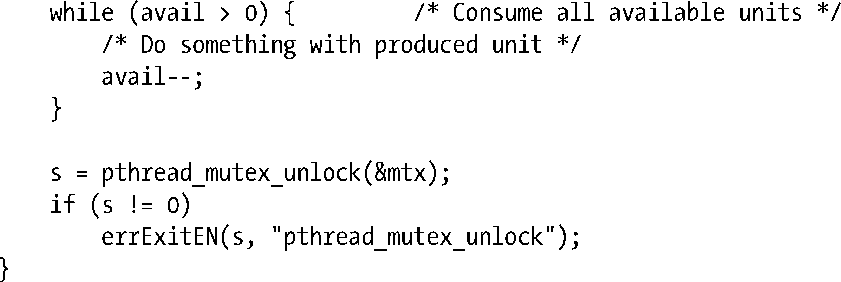 while (avail > 0) {         /* Consume all available units */
        /* Do something with produced unit */
        avail--;
    }

    s = pthread_mutex_unlock(&mtx);
    if (s != 0)
        errExitEN(s, "pthread_mutex_unlock");
}